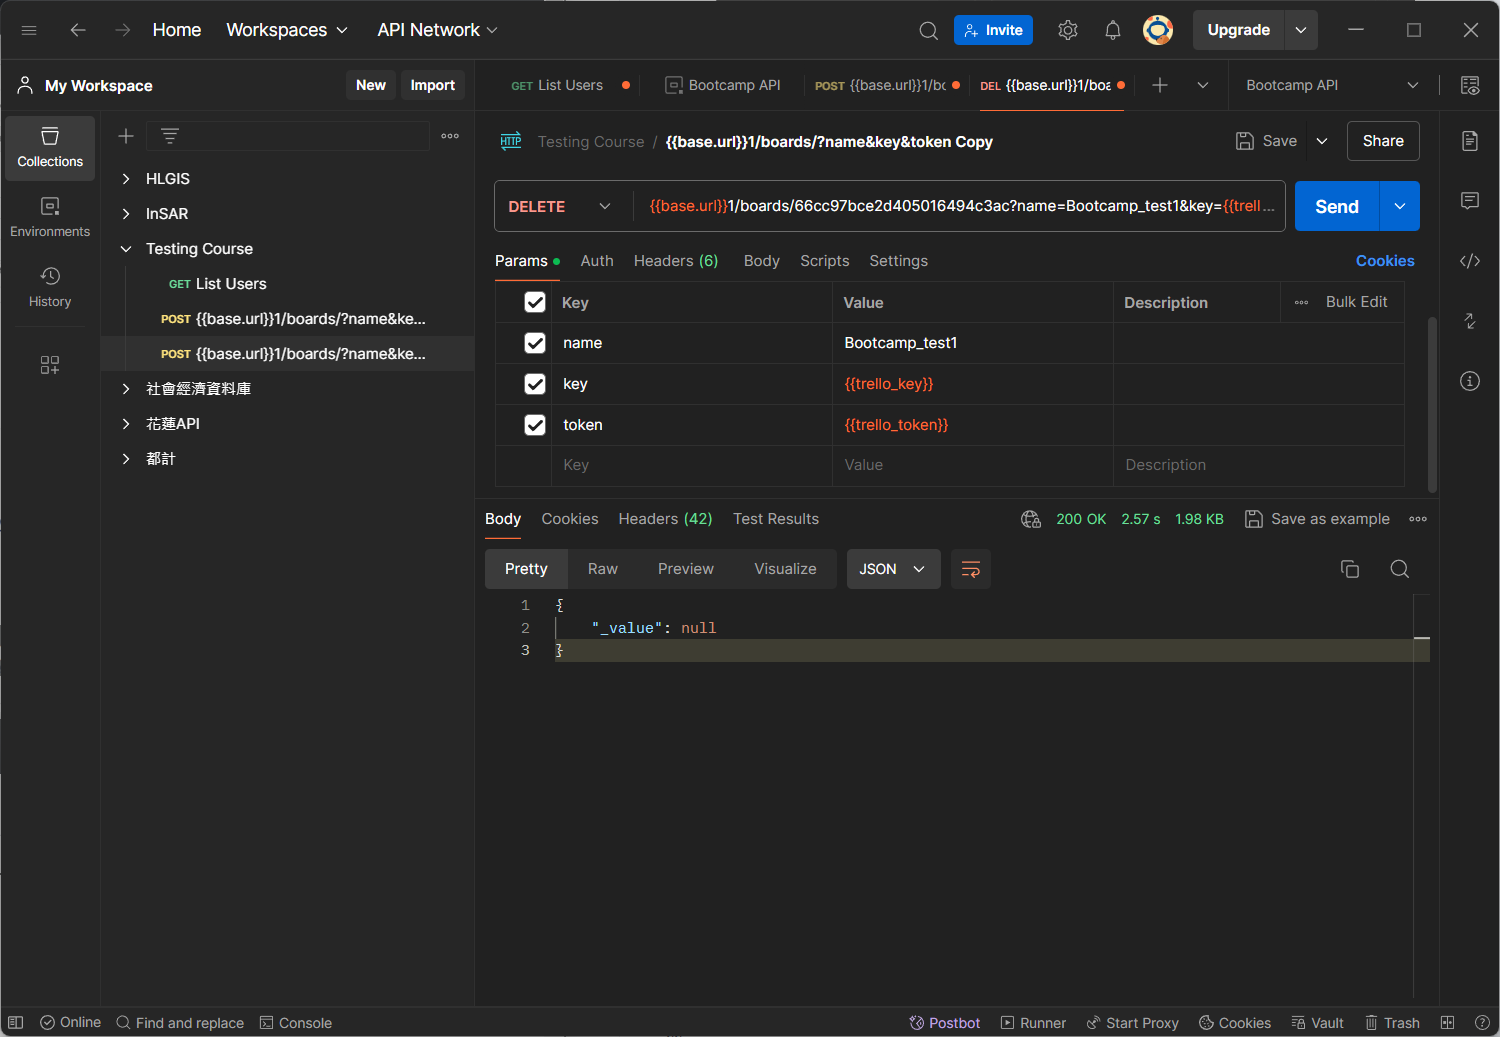 Home Workspaces API Network Invite Upgrade
My Workspace New Import
GET List Users Bootcamp API POST {{base.url}}1/bc DEL {{base.url}}1/boa Bootcamp API
Collections
Environments
History
HLGIS
InSAR
Testing Course
GET List Users
POST {{base.url}}1/boards/?name&ke...
POST {{base.url}}1/boards/?name&ke...
社會經濟資料庫
花蓮API
都計
HTTP Testing Course / {{base.url}}1/boards/?name&key&token Copy Save Share
DELETE {{base.url}}1/boards/66cc97bce2d405016494c3ac?name=Bootcamp_test1&key={{trell... Send
Params Auth Headers (6) Body Scripts Settings Cookies
Key Value Description Bulk Edit
name Bootcamp_test1
key {{trello_key}}
token {{trello_token}}
Key Value Description
Body Cookies Headers (42) Test Results 200 OK 2.57 s 1.98 KB Save as example
Pretty Raw Preview Visualize JSON
1 {
2 "_value": null
3 }
Online Find and replace Console Postbot Runner Start Proxy Cookies Vault Trash